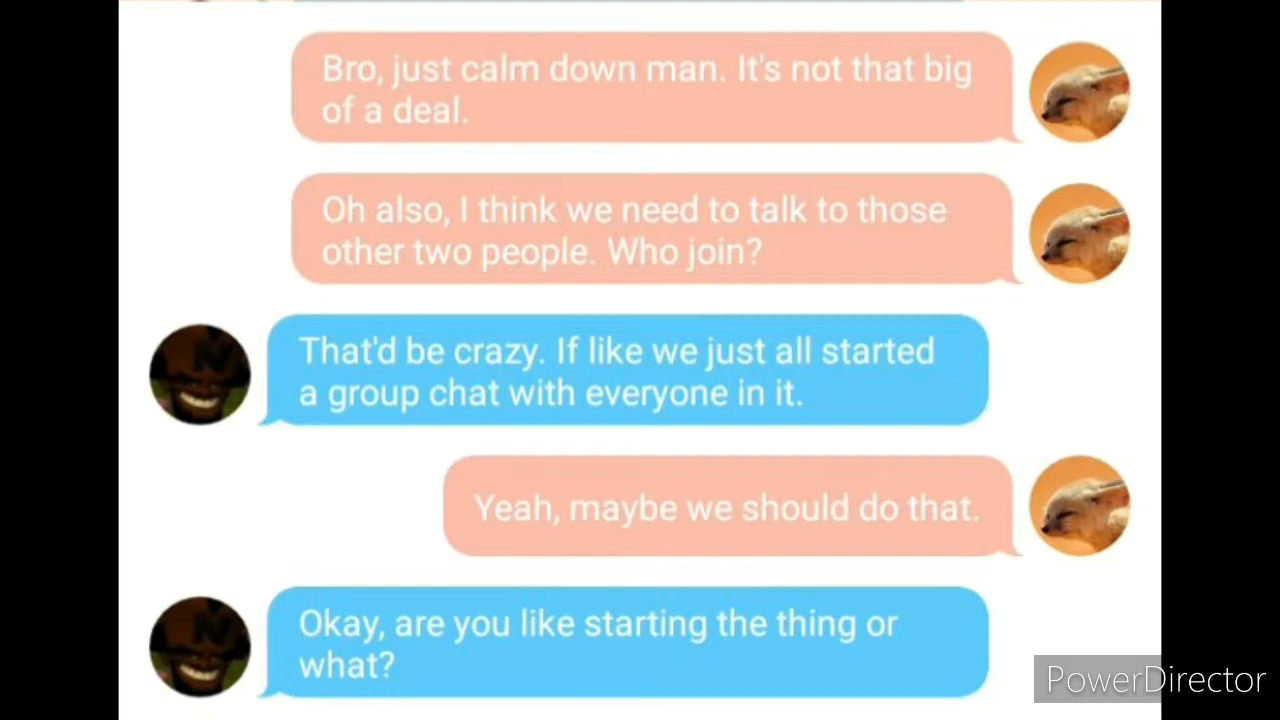 Bro, just calm down man. It's not that big
of a deal.
Oh also, I think we need to talk to those
other two people. Who join?
That'd be crazy. If like we just all started
a group chat with everyone in it.
Yeah, maybe we should do that.
Okay, are you like starting the thing or
what?
PowerDirector